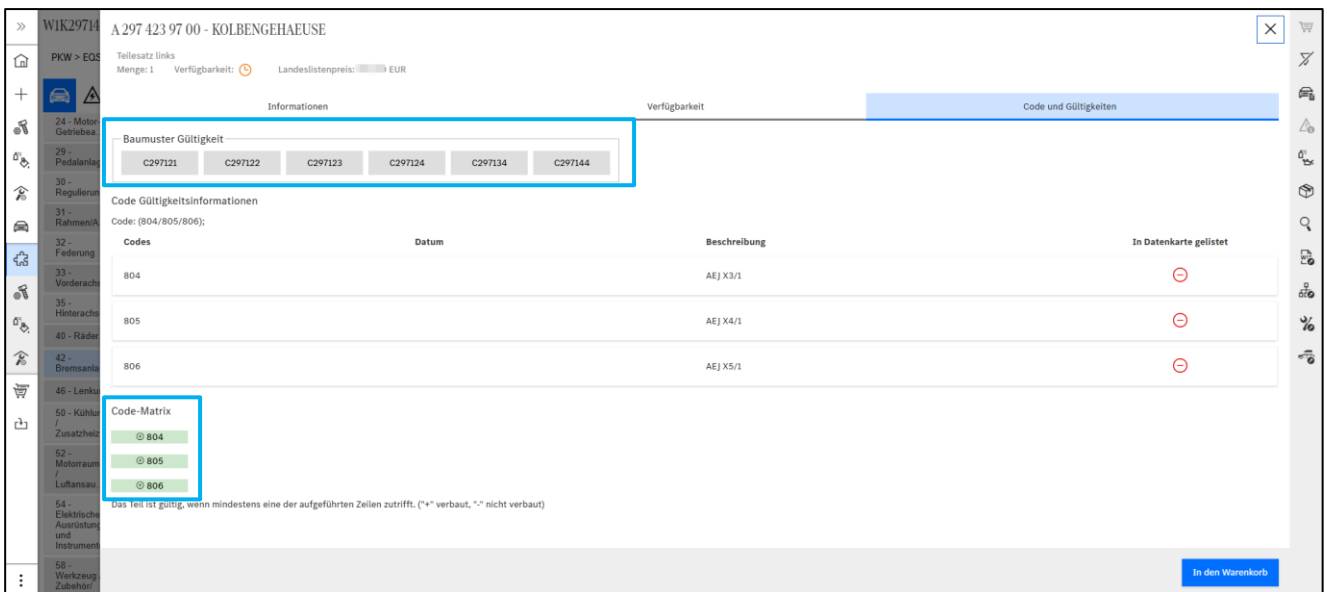 W1K29714
A 297 423 97 00 - KOLBENGEHAEUSE
PKW > EQS
Teilesatz links
Menge: 1 Verfügbarkeit: Landeslistenpreis: EUR
Informationen Verfügbarkeit Code und Gültigkeiten
24 - Motor-
Getriebea.
29 -
Pedalanlag
30 -
Regulierun
31 -
Rahmen/A
32 -
Federung
33 -
Vorderachs
35 -
Hinterachs
40 - Räder
42 -
Bremsanla
46 - Lenku
50 - Kühlur
/
Zusatzheiz
52 -
Motorraum
/
Luftansau.
54 -
Elektrische
Ausrüstung
und
Instrument
58 -
Werkzeug
Zubehör/
Baumuster Gültigkeit
C297121 C297122 C297123 C297124 C297134 C297144
Code Gültigkeitsinformationen
Code: (804/805/806);
Codes Datum Beschreibung In Datenkarte gelistet
804 AEJ X3/1
805 AEJ X4/1
806 AEJ X5/1
Code-Matrix
804
805
806
Das Teil ist gültig, wenn mindestens eine der aufgeführten Zeilen zutrifft. ("+" verbaut, "-" nicht verbaut)
In den Warenkorb